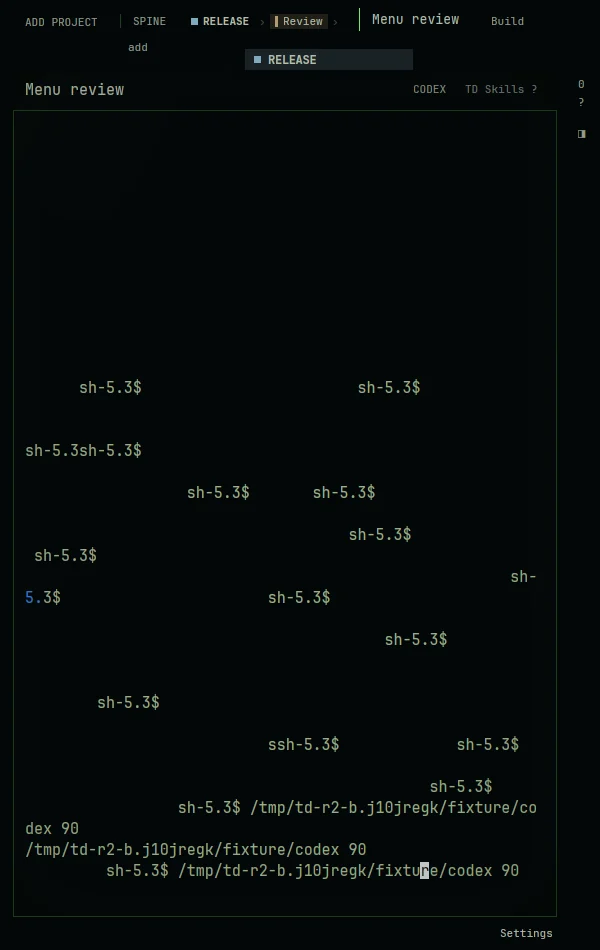 ADD PROJECT SPINE RELEASE › Review › Menu review Build
add
RELEASE
Menu review CODEX TD Skills ?
0
?
sh-5.3$ sh-5.3$
sh-5.3sh-5.3$
sh-5.3$ sh-5.3$
sh-5.3$
sh-5.3$
sh-
5.3$ sh-5.3$
sh-5.3$
sh-5.3$
ssh-5.3$ sh-5.3$
sh-5.3$
sh-5.3$ /tmp/td-r2-b.j10jregk/fixture/co
dex 90
/tmp/td-r2-b.j10jregk/fixture/codex 90
sh-5.3$ /tmp/td-r2-b.j10jregk/fixture/codex 90
Settings